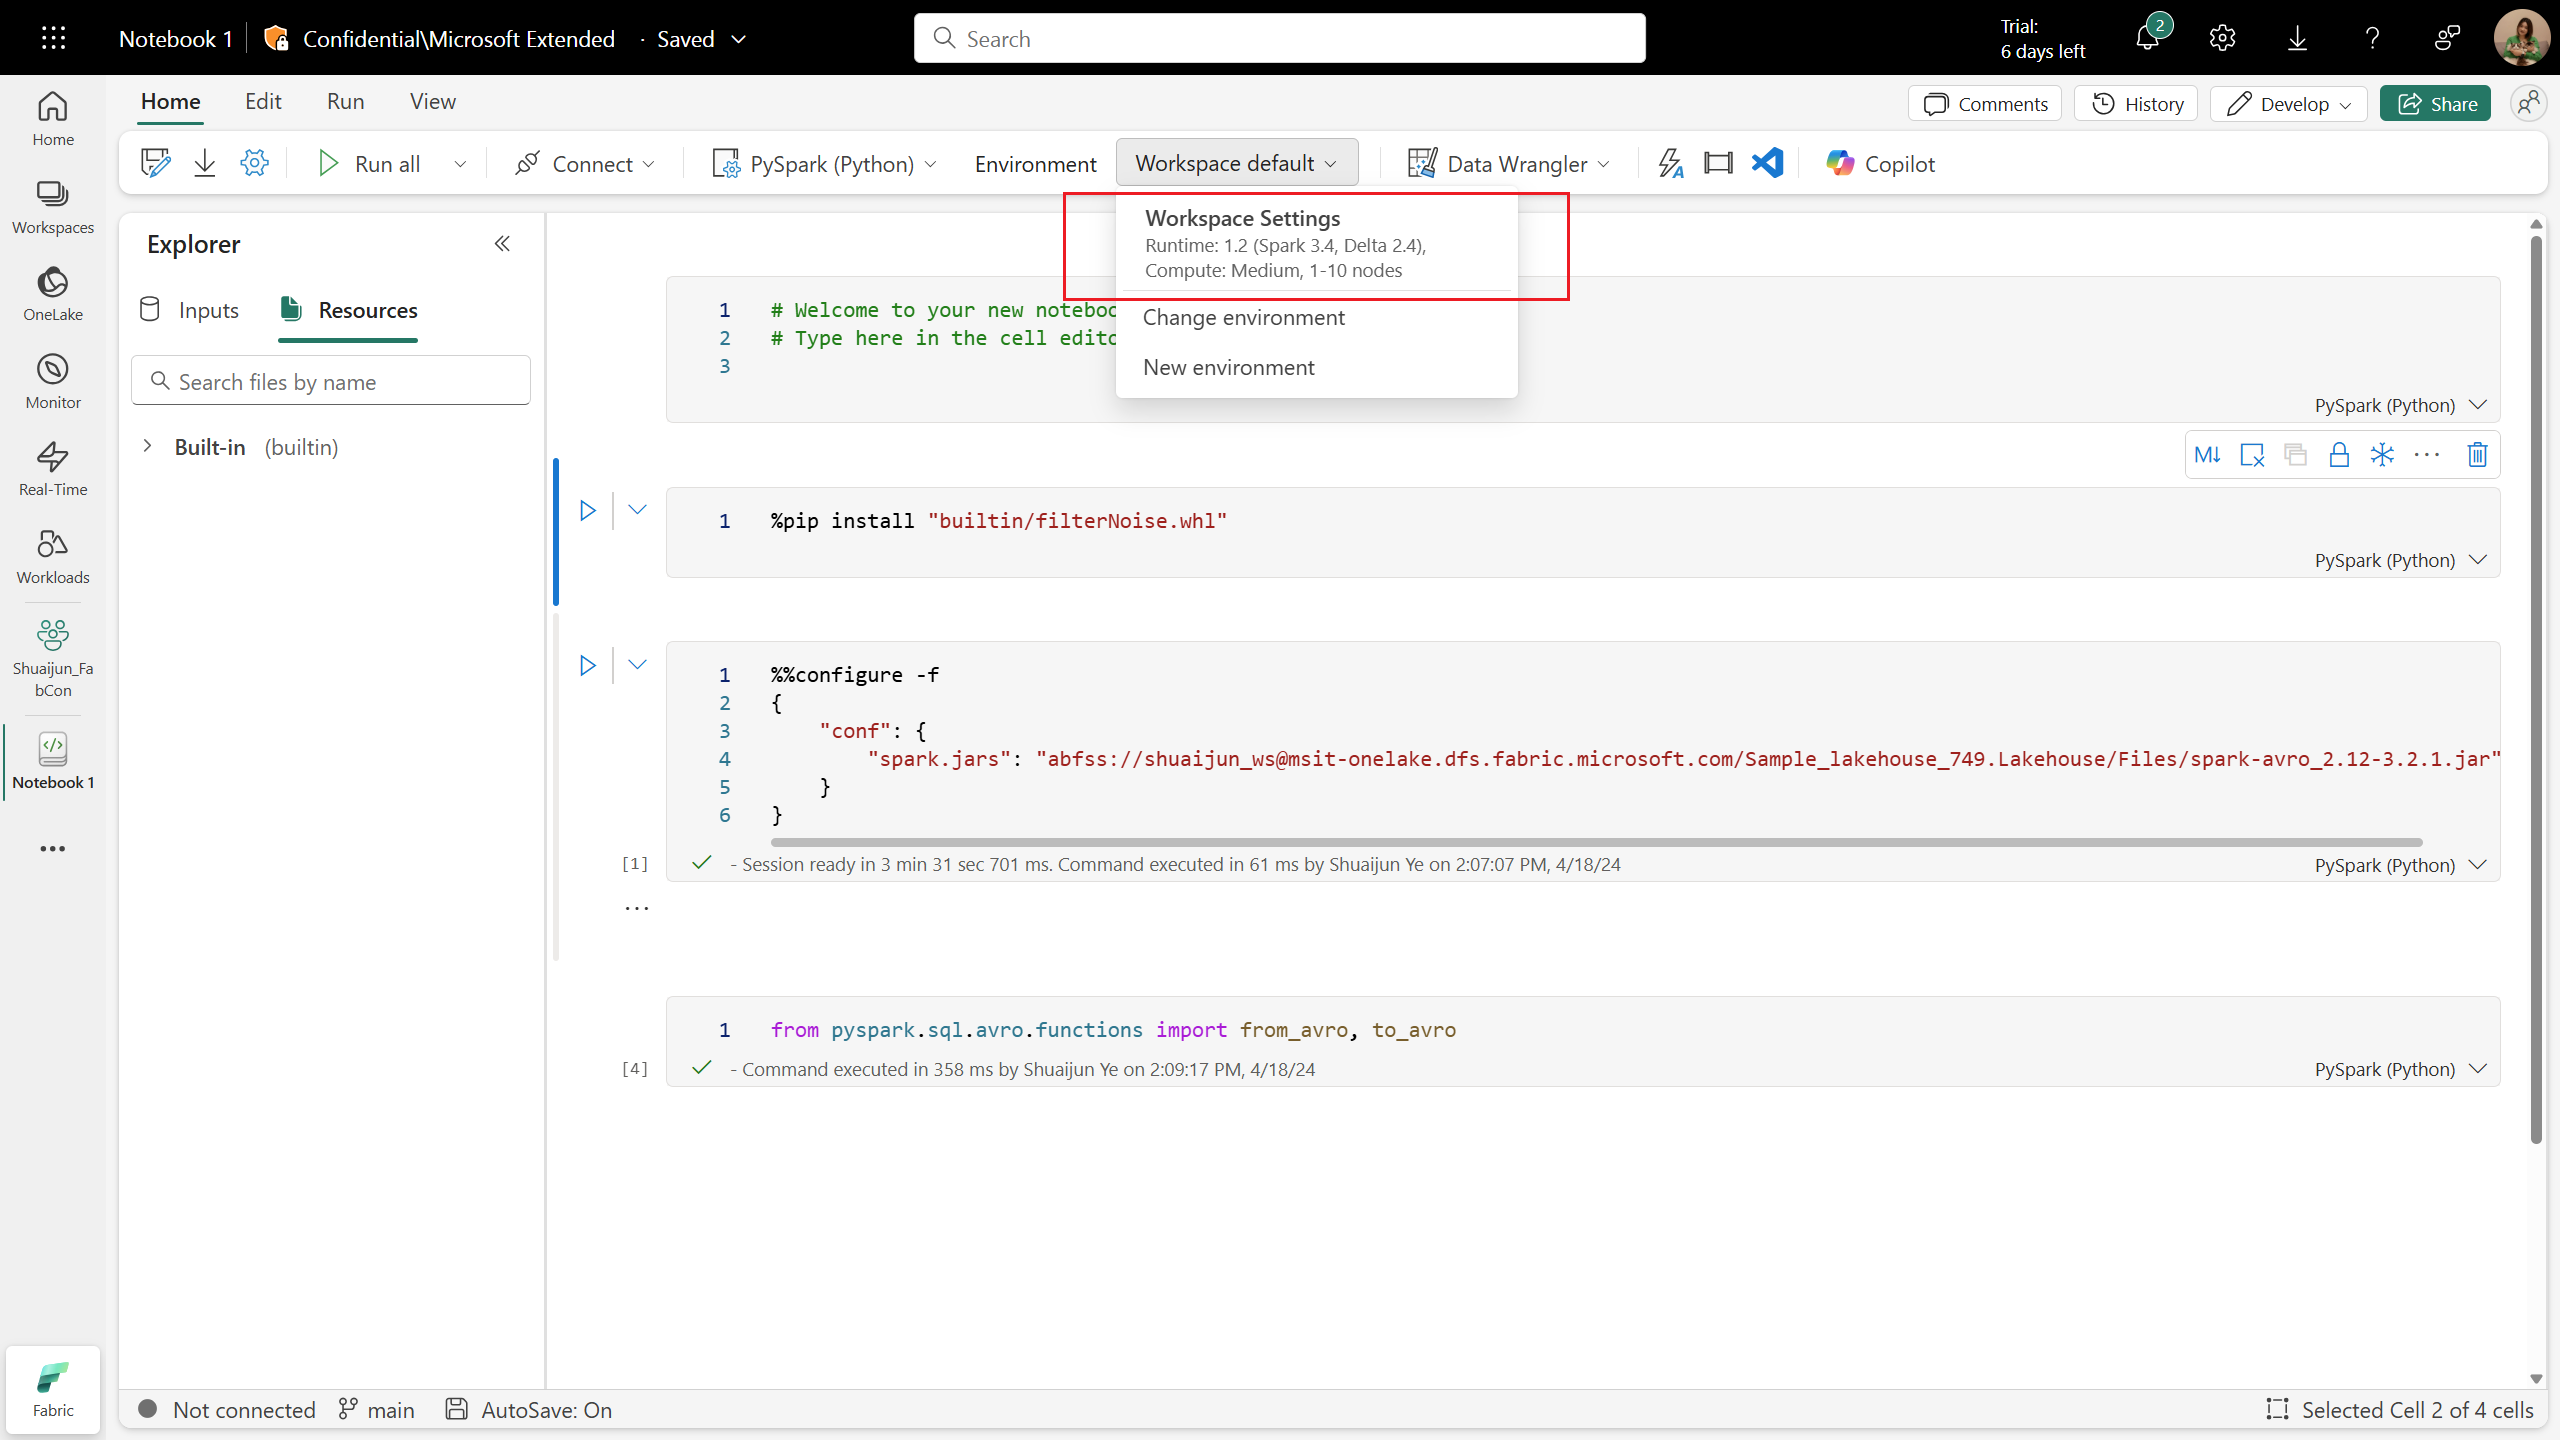 Notebook 1
Confidential\Microsoft Extended
· Saved
Search
Trial:
6 days left
2
Home
Edit
Run
View
Comments
History
Develop
Share
Run all
Connect
PySpark (Python)
Environment
Workspace default
Data Wrangler
Copilot
Home
Workspaces
OneLake
Monitor
Real-Time
Workloads
Shuaijun_Fa
bCon
Notebook 1
Fabric
Explorer
Inputs
Resources
Search files by name
Built-in (builtin)
Workspace Settings
Runtime: 1.2 (Spark 3.4, Delta 2.4),
Compute: Medium, 1-10 nodes
Change environment
New environment
1 # Welcome to your new noteboo
2 # Type here in the cell edito
3
PySpark (Python)
M↓
1 %pip install "builtin/filterNoise.whl"
PySpark (Python)
1 %%configure -f
2 {
3 "conf": {
4 "spark.jars": "abfss://shuaijun_ws@msit-onelake.dfs.fabric.microsoft.com/Sample_lakehouse_749.Lakehouse/Files/spark-avro_2.12-3.2.1.jar"
5 }
6 }
[1] - Session ready in 3 min 31 sec 701 ms. Command executed in 61 ms by Shuaijun Ye on 2:07:07 PM, 4/18/24
PySpark (Python)
1 from pyspark.sql.avro.functions import from_avro, to_avro
[4] - Command executed in 358 ms by Shuaijun Ye on 2:09:17 PM, 4/18/24
PySpark (Python)
Not connected
main
AutoSave: On
Selected Cell 2 of 4 cells